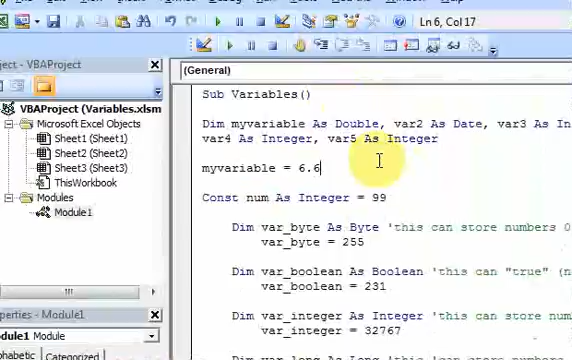 Ln 6, Col 17
ject - VBAProject
(General)
VBAProject (Variables.xlsm
Microsoft Excel Objects
Sheet1 (Sheet1)
Sheet2 (Sheet2)
Sheet3 (Sheet3)
ThisWorkbook
Modules
Module1
perties - Module1
dule1 Module
phabetic
Categorized
Sub Variables()
Dim myvariable As Double, var2 As Date, var3 As In
var4 As Integer, var5 As Integer
myvariable = 6.6
Const num As Integer = 99
Dim var_byte As Byte 'this can store numbers 0
var_byte = 255
Dim var_boolean As Boolean 'this can "true" (n
var_boolean = 231
Dim var_integer As Integer 'this can store num
var_integer = 32767